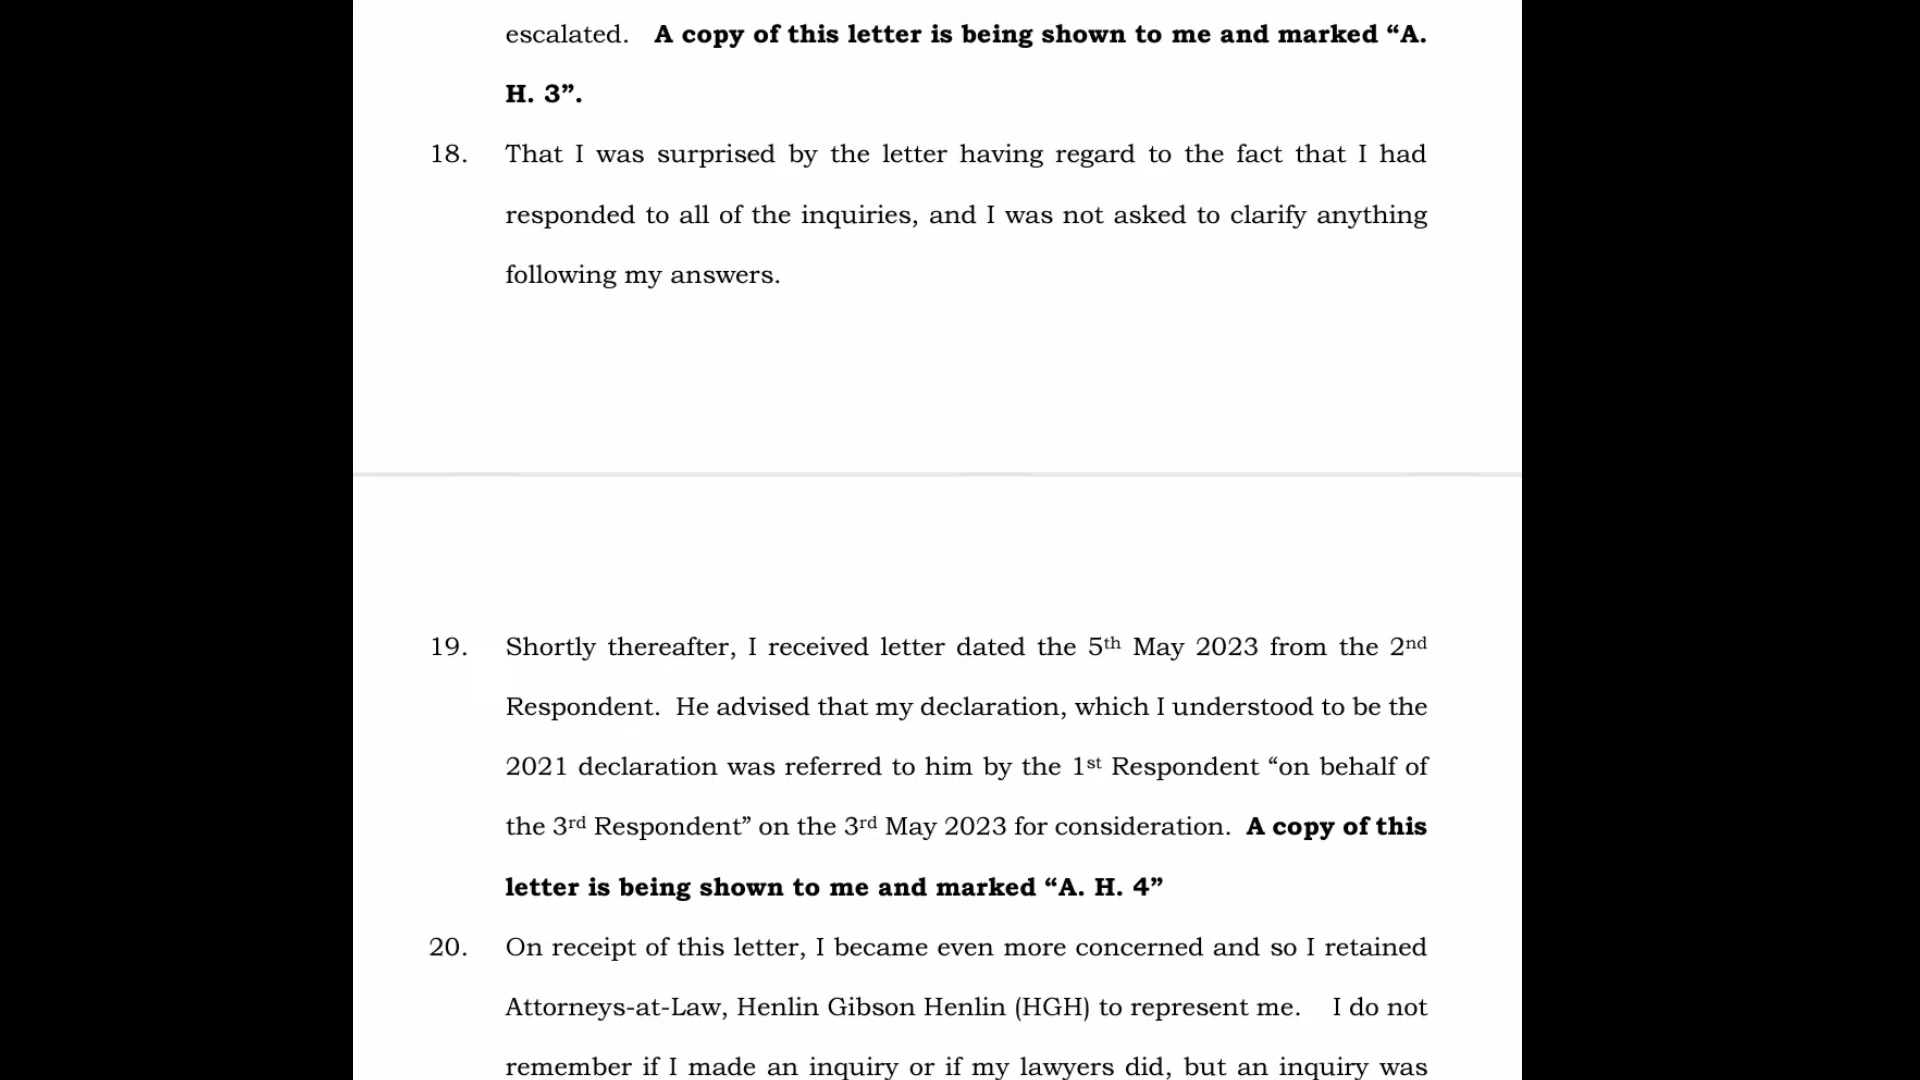 escalated. A copy of this letter is being shown to me and marked “A.
H. 3”.
18. That I was surprised by the letter having regard to the fact that I had
responded to all of the inquiries, and I was not asked to clarify anything
following my answers.
19. Shortly thereafter, I received letter dated the 5th May 2023 from the 2nd
Respondent. He advised that my declaration, which I understood to be the
2021 declaration was referred to him by the 1st Respondent “on behalf of
the 3rd Respondent” on the 3rd May 2023 for consideration. A copy of this
letter is being shown to me and marked “A. H. 4”
20. On receipt of this letter, I became even more concerned and so I retained
Attorneys-at-Law, Henlin Gibson Henlin (HGH) to represent me. I do not
remember if I made an inquiry or if my lawyers did, but an inquiry was